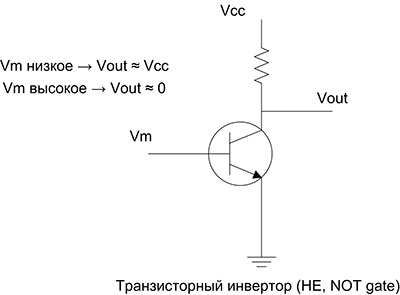 Vcc
Vm низкое → Vout ≈ Vcc
Vm высокое → Vout ≈ 0
Vout
Vm
Транзисторный инвертор (НЕ, NOT gate)